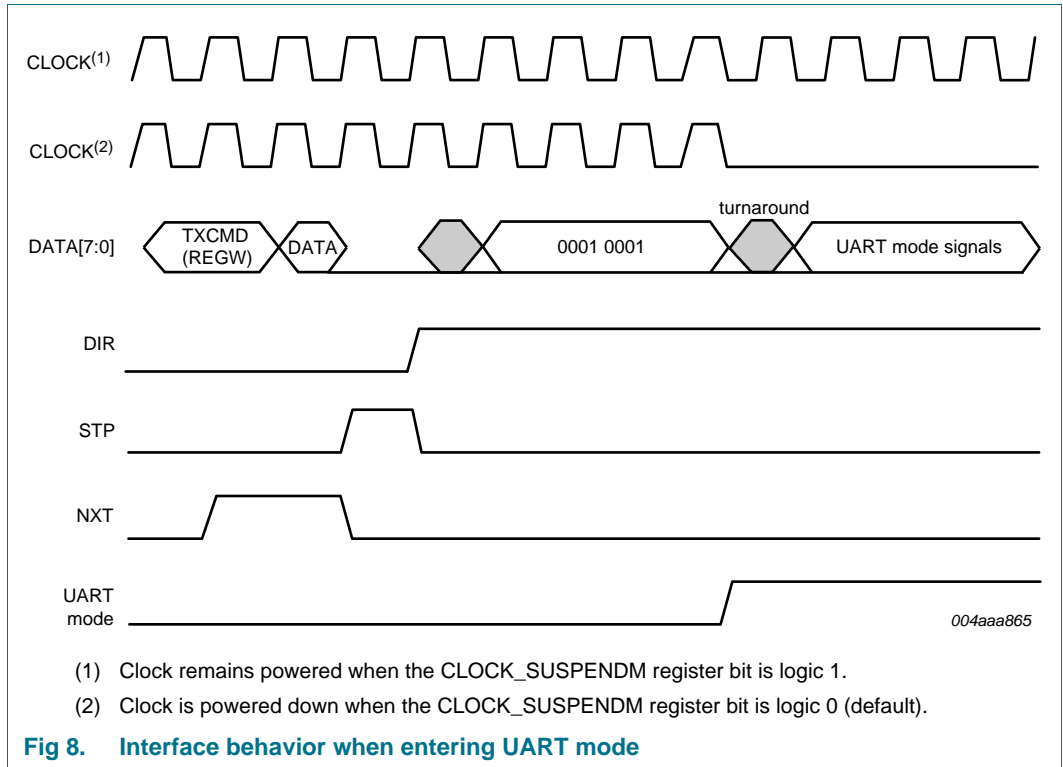 CLOCK(1)
CLOCK(2)
turnaround
DATA[7:0]
TXCMD
(REGW)
DATA
0001 0001
UART mode signals
DIR
STP
NXT
UART
mode
004aaa865
(1) Clock remains powered when the CLOCK_SUSPENDM register bit is logic 1.
(2) Clock is powered down when the CLOCK_SUSPENDM register bit is logic 0 (default).
Fig 8. Interface behavior when entering UART mode